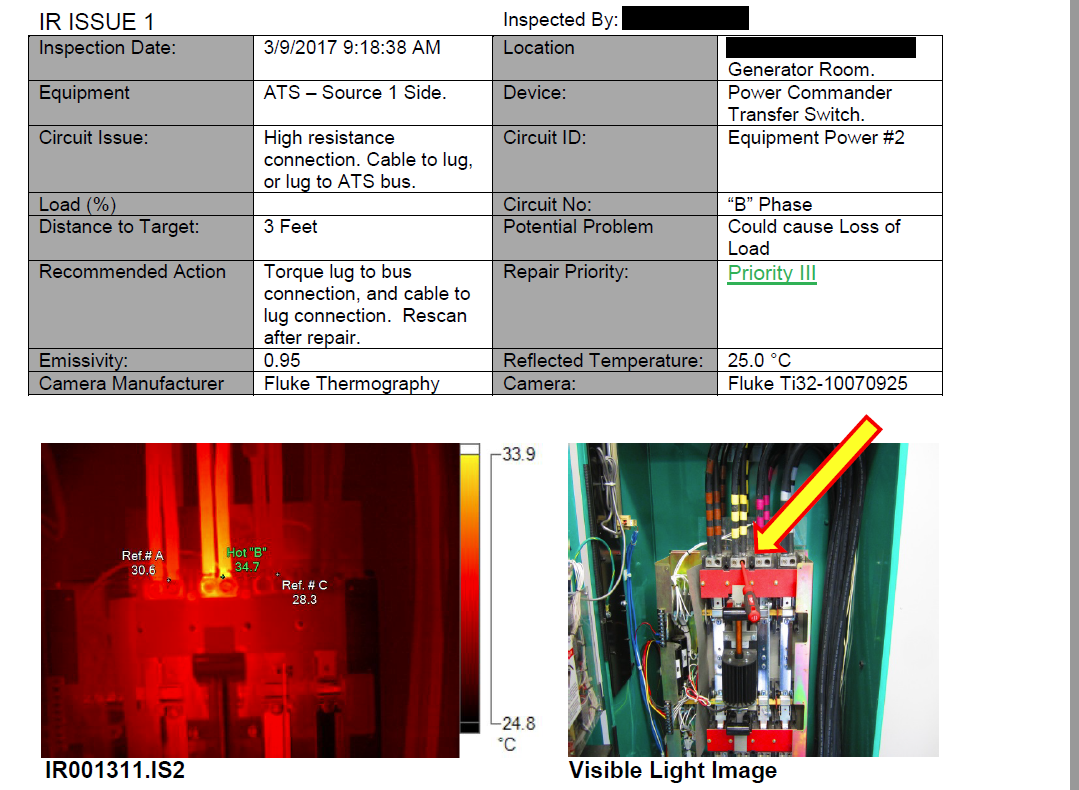 IR ISSUE 1
Inspected By:
Inspection Date:
3/9/2017 9:18:38 AM
Location
Generator Room.
Equipment
ATS – Source 1 Side.
Device:
Power Commander
Transfer Switch.
Circuit Issue:
High resistance
connection. Cable to lug,
or lug to ATS bus.
Circuit ID:
Equipment Power #2
Load (%)
Circuit No:
“B” Phase
Distance to Target:
3 Feet
Potential Problem
Could cause Loss of
Load
Recommended Action
Torque lug to bus
connection, and cable to
lug connection.  Rescan
after repair.
Repair Priority:
Priority III
Emissivity:
0.95
Reflected Temperature:
25.0 °C
Camera Manufacturer
Fluke Thermography
Camera:
Fluke Ti32-10070925
Ref.# A
30.6
Hot "B"
34.7
Ref. # C
28.3
33.9
24.8
°C
IR001311.IS2
Visible Light Image